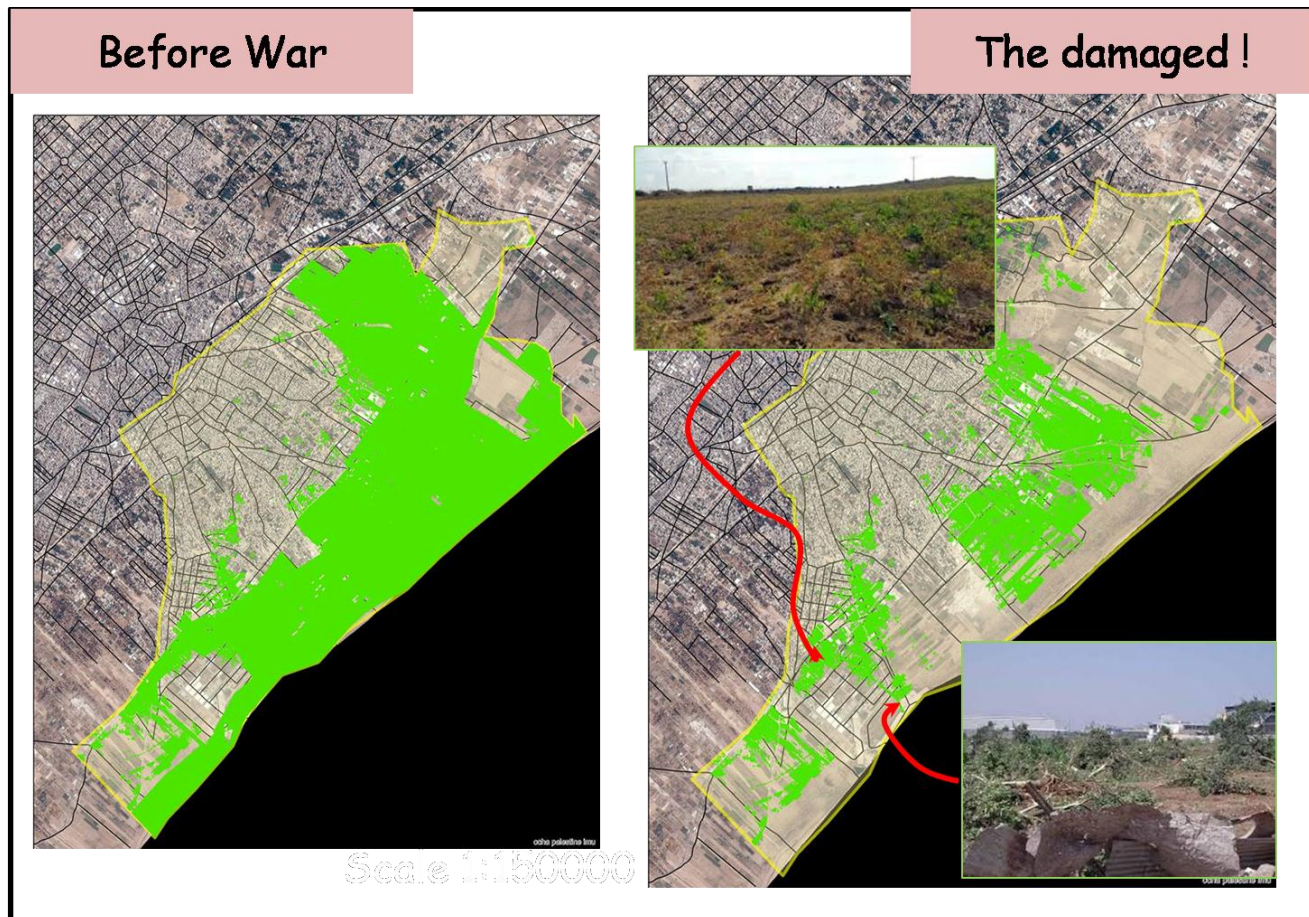 Before War
The damaged !
ocha palestine imu
Scale 1:150000
ocha palestine imu